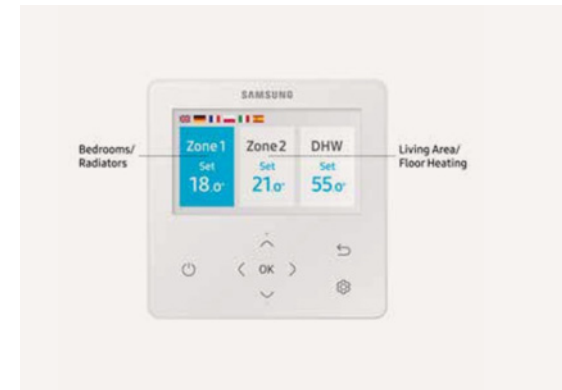 SAMSUNG
Bedrooms/
Radiators
Zone 1
Set
18.0°
Zone 2
Set
21.0°
DHW
Set
55.0°
Living Area/
Floor Heating
OK